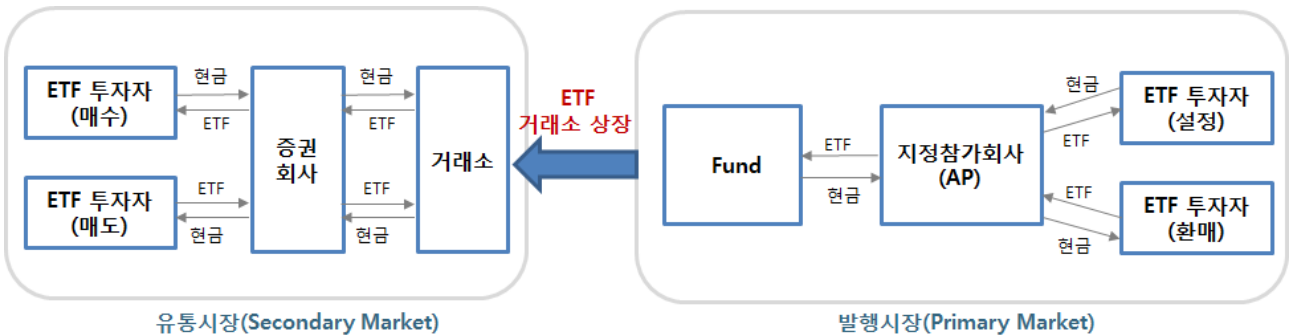 ETF 투자자
(매수)
현금
ETF
ETF 투자자
(매도)
ETF
현금
증권
회사
현금
ETF
ETF
현금
거래소
ETF
거래소 상장
Fund
ETF
현금
지정참가회사
(AP)
현금
ETF
ETF 투자자
(설정)
ETF
현금
ETF 투자자
(환매)
유통시장(Secondary Market)
발행시장(Primary Market)